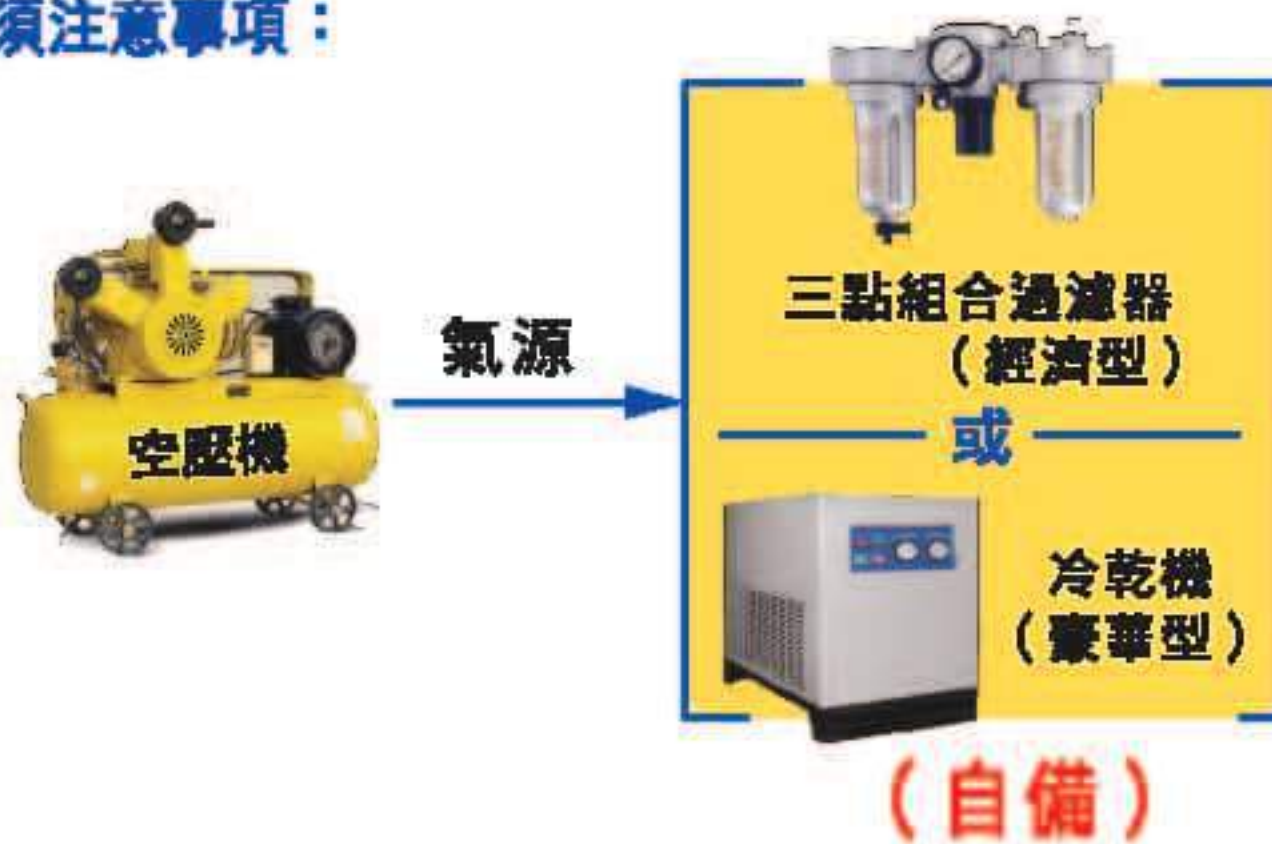 須注意事項：
三點組合過濾器
（經濟型）
氣源
空壓機
或
冷乾機
（豪華型）
（自備）